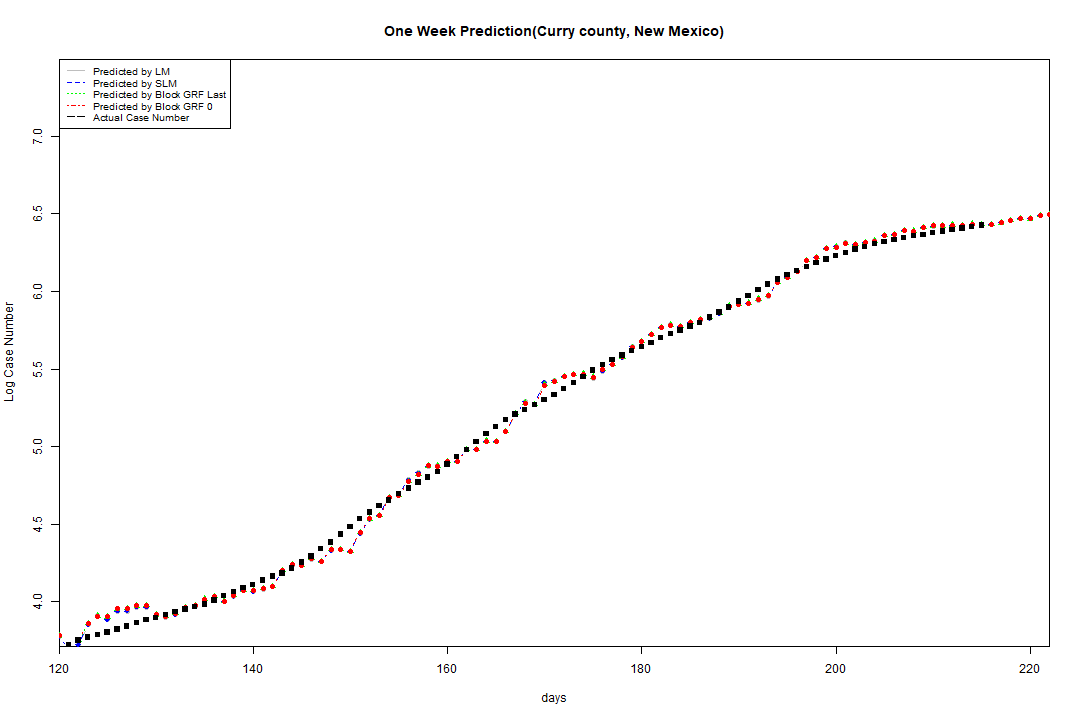 One Week Prediction(Curry county, New Mexico)
Predicted by LM
Predicted by SLM
Predicted by Block GRF Last
Predicted by Block GRF 0
Actual Case Number
7.0
6.5
6.0
5.5
5.0
4.5
4.0
Log Case Number
120 140 160 180 200 220
days